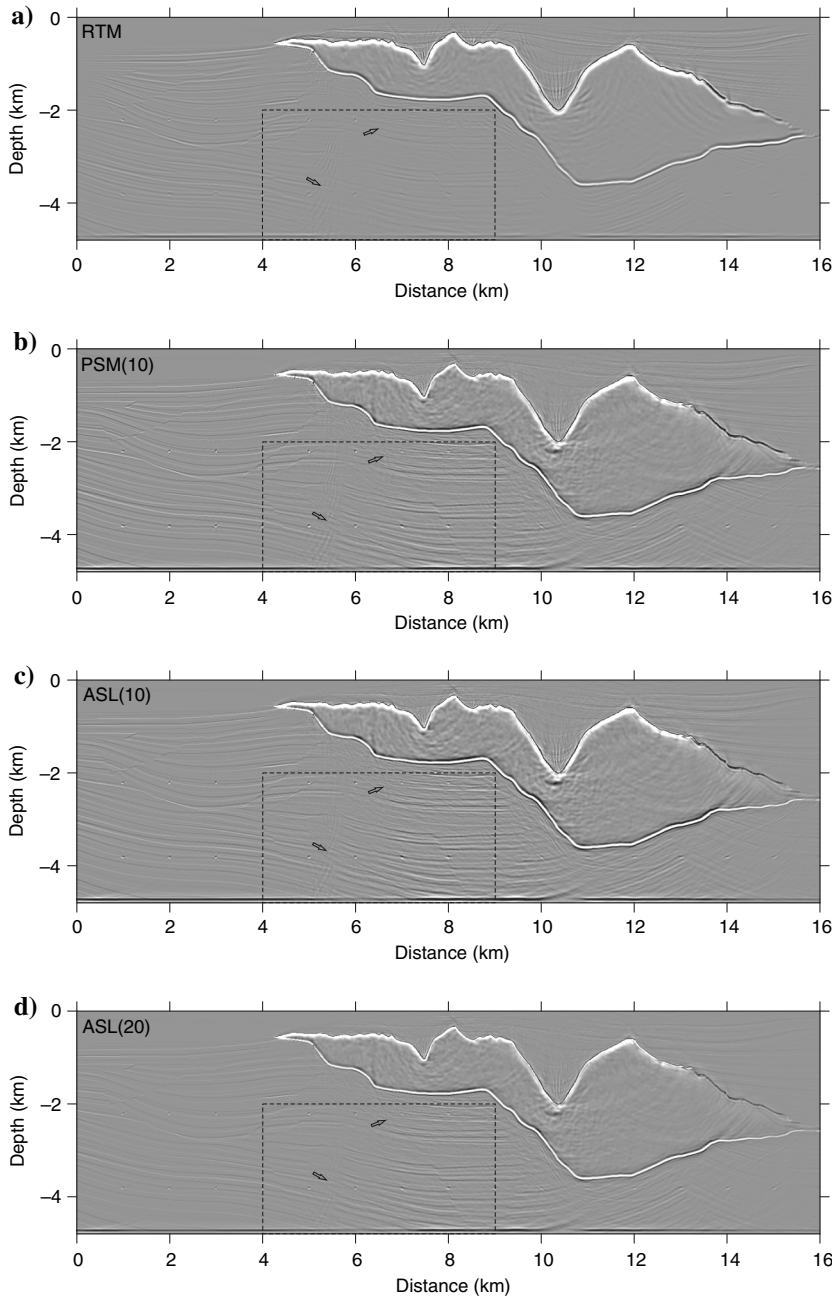 a)
RTM
0
−2
−4
Depth (km)
0 2 4 6 8 10 12 14 16
Distance (km)
b)
PSM(10)
0
−2
−4
Depth (km)
0 2 4 6 8 10 12 14 16
Distance (km)
c)
ASL(10)
0
−2
−4
Depth (km)
0 2 4 6 8 10 12 14 16
Distance (km)
d)
ASL(20)
0
−2
−4
Depth (km)
0 2 4 6 8 10 12 14 16
Distance (km)